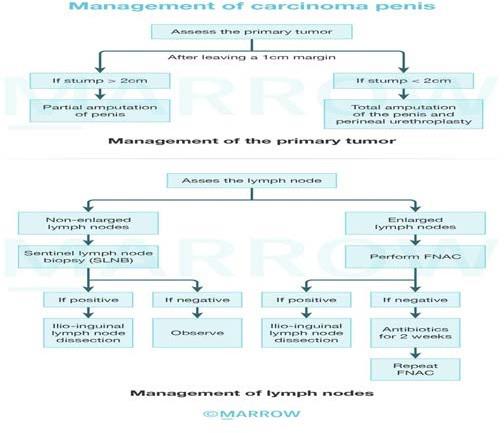 Management of carcinoma penis
Assess the primary tumor
After leaving a 1cm margin
If stump > 2cm
If stump < 2cm
Partial amputation
of penis
Total amputation
of the penis and
perineal urethroplasty
MARROW
Management of the primary tumor
Asses the lymph node
Non-enlarged
lymph nodes
Enlarged
lymph nodes
Sentinel lymph node
biopsy (SLNB)
Perform FNAC
MARROW
If positive
If negative
If positive
If negative
Ilio-inguinal
lymph node
dissection
Observe
Ilio-inguinal
lymph node
dissection
Antibiotics
for 2 weeks
Repeat
FNAC
Management of lymph nodes
©MARROW